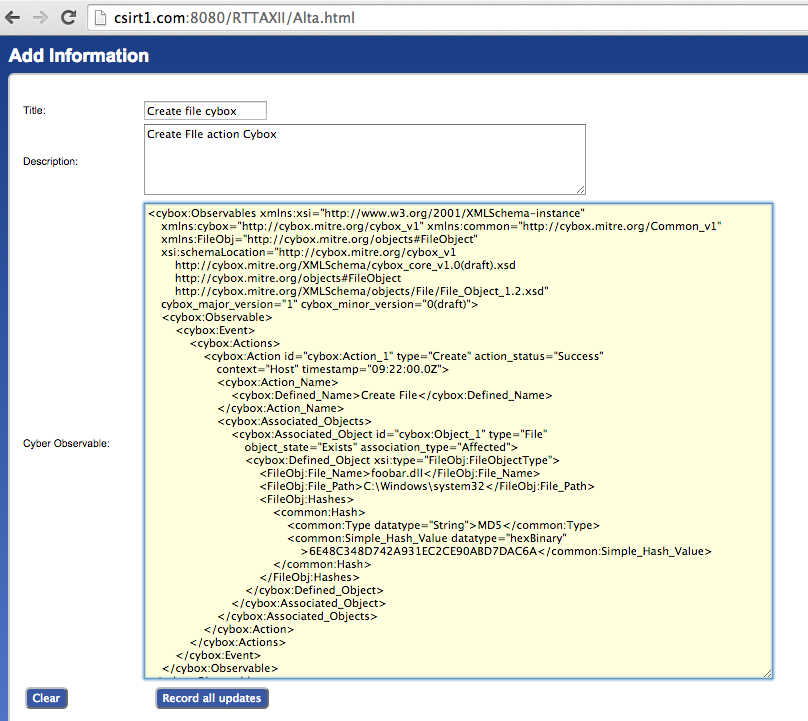 csirt1.com:8080/RTTAXII/Alta.html
Add Information
Title:
Create file cybox
Create FIle action Cybox
Description:
<cybox:Observables xmlns:xsi="http://www.w3.org/2001/XMLSchema-instance"
xmlns:cybox="http://cybox.mitre.org/cybox_v1" xmlns:common="http://cybox.mitre.org/Common_v1"
xmlns:FileObj="http://cybox.mitre.org/objects#FileObject"
xsi:schemaLocation="http://cybox.mitre.org/cybox_v1
http://cybox.mitre.org/XMLSchema/cybox_core_v1.0(draft).xsd
http://cybox.mitre.org/objects#FileObject
http://cybox.mitre.org/XMLSchema/objects/File/File_Object_1.2.xsd"
cybox_major_version="1" cybox_minor_version="0(draft)">
<cybox:Observable>
<cybox:Event>
<cybox:Actions>
<cybox:Action id="cybox:Action_1" type="Create" action_status="Success"
context="Host" timestamp="09:22:00.0Z">
<cybox:Action_Name>
<cybox:Defined_Name>Create File</cybox:Defined_Name>
</cybox:Action_Name>
<cybox:Associated_Objects>
<cybox:Associated_Object id="cybox:Object_1" type="File"
object_state="Exists" association_type="Affected">
<cybox:Defined_Object xsi:type="FileObj:FileObjectType">
<FileObj:File_Name>foobar.dll</FileObj:File_Name>
<FileObj:File_Path>C:\Windows\system32</FileObj:File_Path>
<FileObj:Hashes>
<common:Hash>
<common:Type datatype="String">MD5</common:Type>
<common:Simple_Hash_Value datatype="hexBinary"
>6E48C348D742A931EC2CE90ABD7DAC6A</common:Simple_Hash_Value>
</common:Hash>
</FileObj:Hashes>
</cybox:Defined_Object>
</cybox:Associated_Object>
</cybox:Associated_Objects>
</cybox:Action>
</cybox:Actions>
</cybox:Event>
</cybox:Observable>
Cyber Observable:
Clear
Record all updates